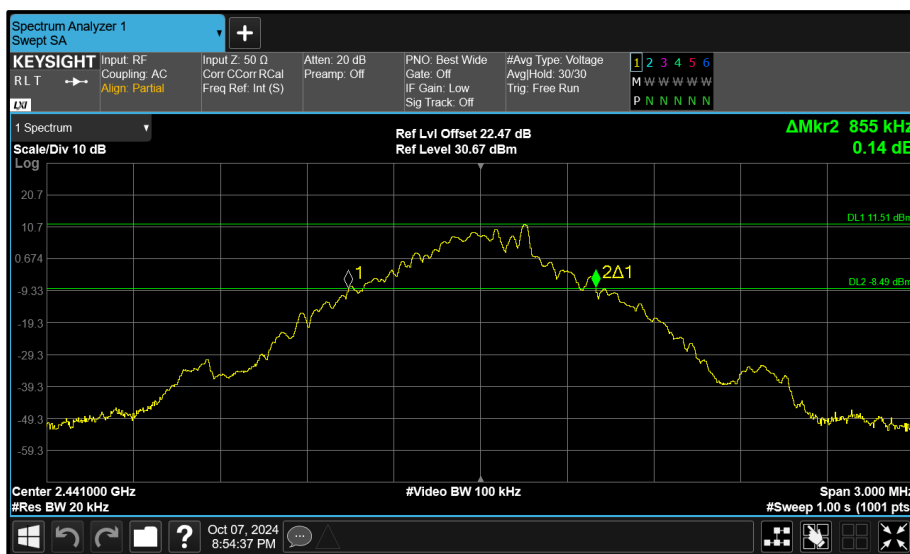 Spectrum Analyzer 1
Swept SA
+
KEYSIGHT
RLT
LXI
Input: RF
Coupling: AC
Align: Partial
Input Z: 50 Ω
Corr CCorr RCal
Freq Ref: Int (S)
Atten: 20 dB
Preamp: Off
PNO: Best Wide
Gate: Off
IF Gain: Low
Sig Track: Off
#Avg Type: Voltage
Avg|Hold: 30/30
Trig: Free Run
1 2 3 4 5 6
M W W W W W
P N N N N N
1 Spectrum
Scale/Div 10 dB
Log
Ref Lvl Offset 22.47 dB
Ref Level 30.67 dBm
ΔMkr2 855 kHz
0.14 dB
20.7
10.7
0.674
-9.33
-19.3
-29.3
-39.3
-49.3
-59.3
DL1 11.51 dBm
1
2Δ1
DL2 -8.49 dBm
Center 2.441000 GHz
#Res BW 20 kHz
#Video BW 100 kHz
Span 3.000 MHz
#Sweep 1.00 s (1001 pts
?
Oct 07, 2024
8:54:37 PM